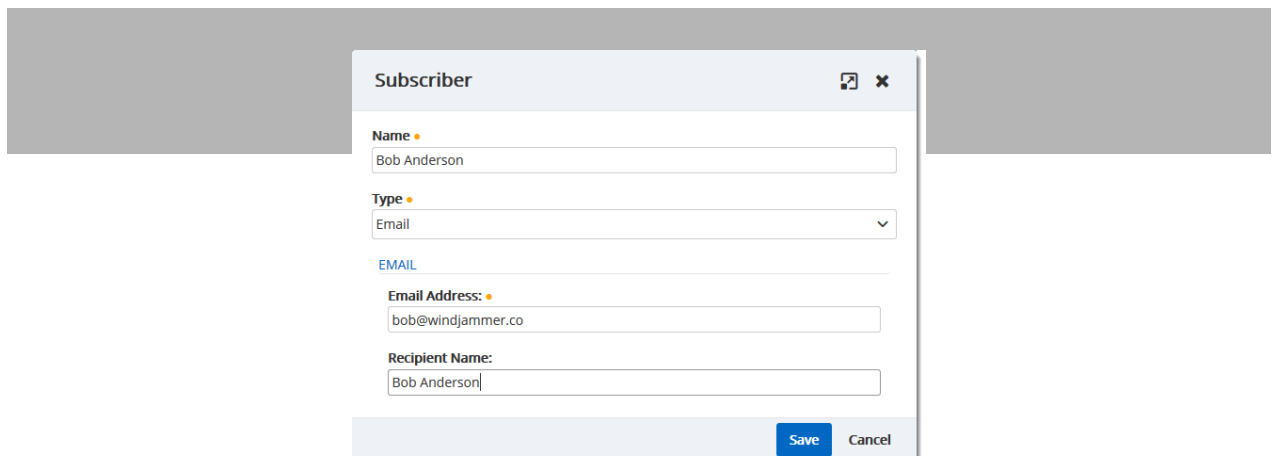 Subscriber
Name
Bob Anderson
Type
Email
EMAIL
Email Address:
bob@windjammer.co
Recipient Name:
Bob Anderson
Save Cancel